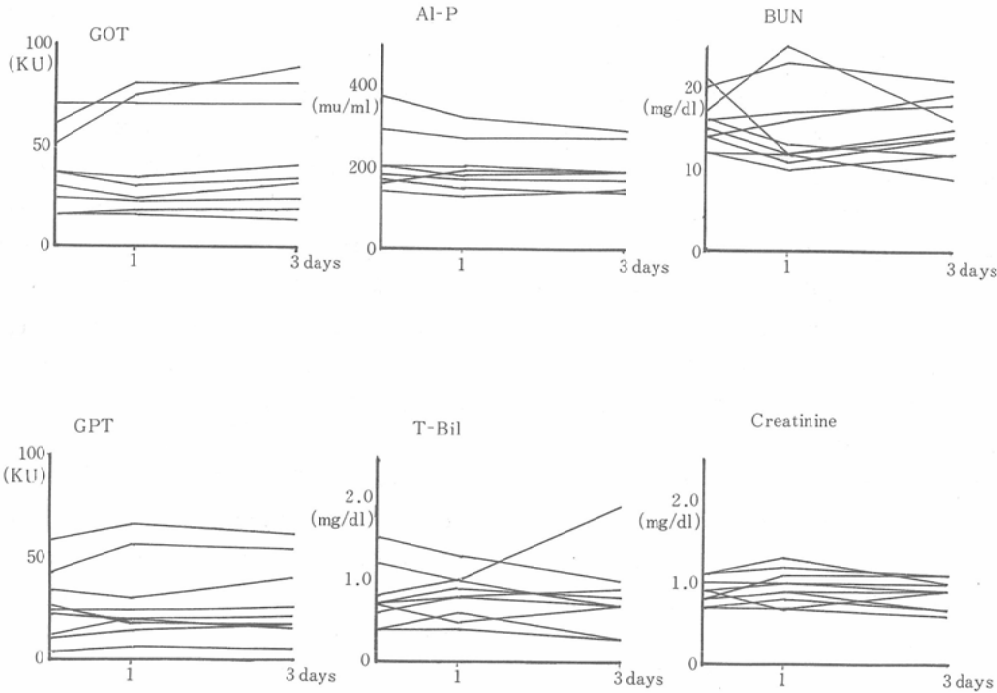 GOT
100
(KU)
50
0
1
3 days
Al-P
400
(mu/ml)
200
0
1
3 days
BUN
20
(mg/dl)
10
0
1
3 days
GPT
100
(KU)
50
0
1
3 days
T-Bil
2.0
(mg/dl)
1.0
0
1
3 days
Creatinine
2.0
(mg/dl)
1.0
0
1
3 days